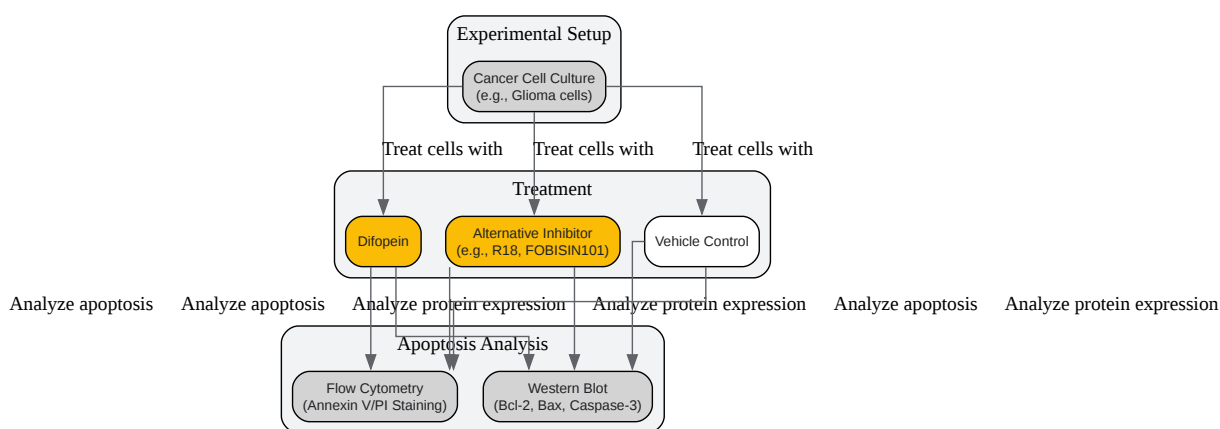 Experimental Setup
Cancer Cell Culture
(e.g., Glioma cells)
Treat cells with
Treat cells with
Treat cells with
Treatment
Difopein
Alternative Inhibitor
(e.g., R18, FOBISIN101)
Vehicle Control
Analyze apoptosis
Analyze apoptosis
Analyze protein expression
Analyze protein expression
Analyze apoptosis
Analyze protein expression
Apoptosis Analysis
Flow Cytometry
(Annexin V/PI Staining)
Western Blot
(Bcl-2, Bax, Caspase-3)